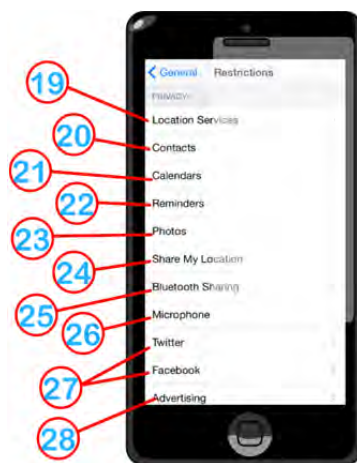 General Restrictions
PRIVACY:
19 Location Services
20 Contacts
21 Calendars
22 Reminders
23 Photos
24 Share My Location
25 Bluetooth Sharing
26 Microphone
27 Twitter
Facebook
28 Advertising